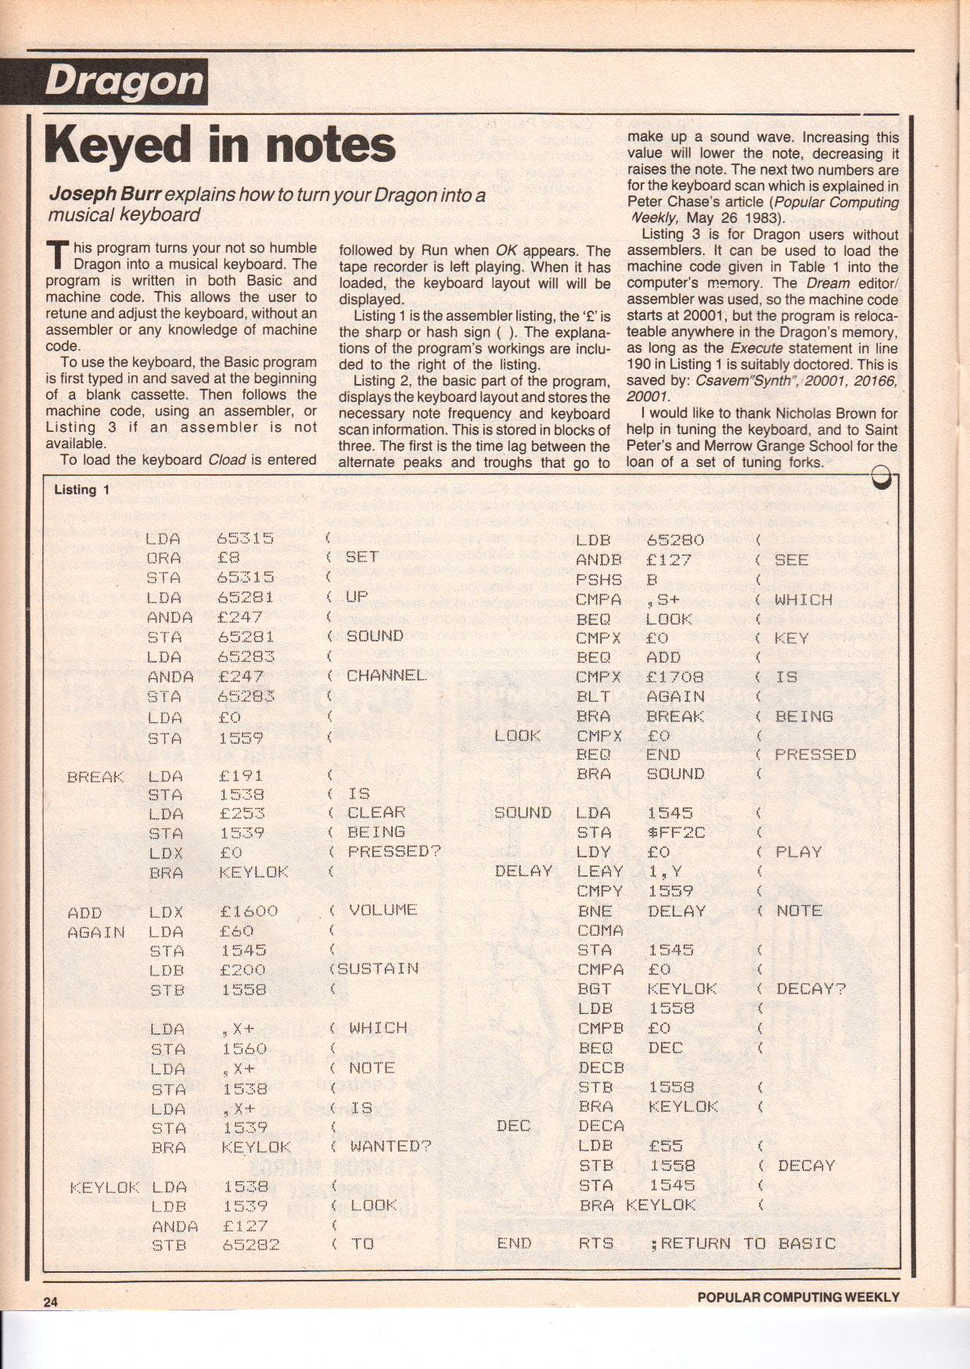 Dragon
Keyed in notes
Joseph Burr explains how to turn your Dragon into a
musical keyboard
This program turns your not so humble
Dragon into a musical keyboard. The
program is written in both Basic and
machine code. This allows the user to
retune and adjust the keyboard, without an
assembler or any knowledge of machine
code.
To use the keyboard, the Basic program
is first typed in and saved at the beginning
of a blank cassette. Then follows the
machine code, using an assembler, or
Listing 3 if an assembler is not
available.
To load the keyboard Cload is entered
followed by Run when OK appears. The
tape recorder is left playing. When it has
loaded, the keyboard layout will will be
displayed.
Listing 1 is the assembler listing, the '£' is
the sharp or hash sign ( ). The explana-
tions of the program's workings are inclu-
ded to the right of the listing.
Listing 2, the basic part of the program,
displays the keyboard layout and stores the
necessary note frequency and keyboard
scan information. This is stored in blocks of
three. The first is the time lag between the
alternate peaks and troughs that go to
make up a sound wave. Increasing this
value will lower the note, decreasing it
raises the note. The next two numbers are
for the keyboard scan which is explained in
Peter Chase's article (Popular Computing
Weekly, May 26 1983).
Listing 3 is for Dragon users without
assemblers. It can be used to load the
machine code given in Table 1 into the
computer's memory. The Dream editor/
assembler was used, so the machine code
starts at 20001, but the program is reloca-
teable anywhere in the Dragon's memory,
as long as the Execute statement in line
190 in Listing 1 is suitably doctored. This is
saved by: Csavem"Synth", 20001, 20166,
20001.
I would like to thank Nicholas Brown for
help in tuning the keyboard, and to Saint
Peter's and Merrow Grange School for the
loan of a set of tuning forks.
Listing 1
LDA 65315 (
ORA £8 ( SET
STA 65315 (
LDA 65281 ( UP
ANDA £247 (
STA 65281 ( SOUND
LDA 65283 (
ANDA £247 ( CHANNEL
STA 65283 (
LDA £0 (
STA 1559 (
BREAK LDA £191 (
STA 1538 ( IS
LDA £253 ( CLEAR
STA 1539 ( BEING
LDX £0 ( PRESSED?
BRA KEYLOK (
ADD LDX £1600 ( VOLUME
AGAIN LDA £60 (
STA 1545 (
LDB £200 (SUSTAIN
STB 1558 (
LDA ,X+ ( WHICH
STA 1560 (
LDA ,X+ ( NOTE
STA 1538 (
LDA ,X+ ( IS
STA 1539 (
BRA KEYLOK ( WANTED?
KEYLOK LDA 1538 (
LDB 1539 ( LOOK
ANDA £127 (
STB 65282 ( TO
LDB 65280 (
ANDB £127 ( SEE
PSHS B (
CMPA ,S+ ( WHICH
BEQ LOOK (
CMPX £0 ( KEY
BEQ ADD (
CMPX £1708 ( IS
BLT AGAIN (
BRA BREAK ( BEING
LOOK CMPX £0 (
BEQ END ( PRESSED
BRA SOUND (
SOUND LDA 1545 (
STA $FF2C (
LDY £0 ( PLAY
DELAY LEAY 1,Y (
CMPY 1559 (
BNE DELAY ( NOTE
COMA
STA 1545 (
CMPA £0 (
BGT KEYLOK ( DECAY?
LDB 1558 (
CMPB £0 (
BEQ DEC (
DECB
STB 1558 (
BRA KEYLOK (
DEC DECA
LDB £55 (
STB 1558 ( DECAY
STA 1545 (
BRA KEYLOK (
END RTS ;RETURN TO BASIC
24
POPULAR COMPUTING WEEKLY